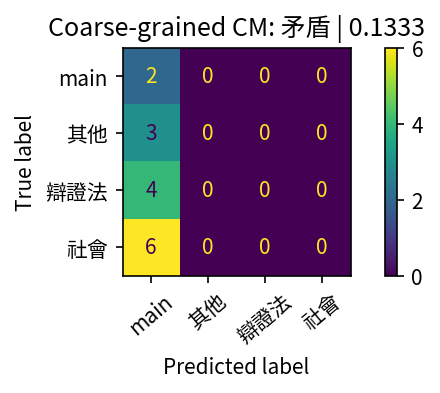 Coarse-grained CM: 矛盾 | 0.1333
main 2 0 0 0
其他 3 0 0 0
辯證法 4 0 0 0
社會 6 0 0 0
main 其他 辯證法 社會
Predicted label
True label
6
4
2
0